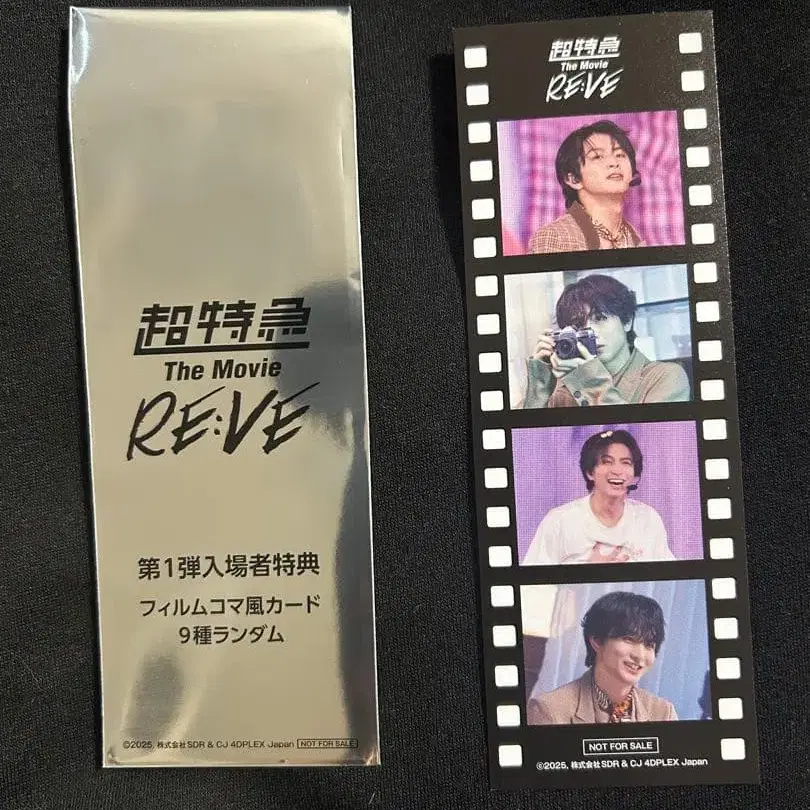 超特急
The Movie
RE:VE
第1弾入場者特典
フィルムコマ風カード
9種ランダム
©2025, 株式会社SDR & CJ 4DPLEX Japan NOT FOR SALE
超特急
The Movie
RE:VE
NOT FOR SALE
©2025, 株式会社SDR & CJ 4DPLEX Japan